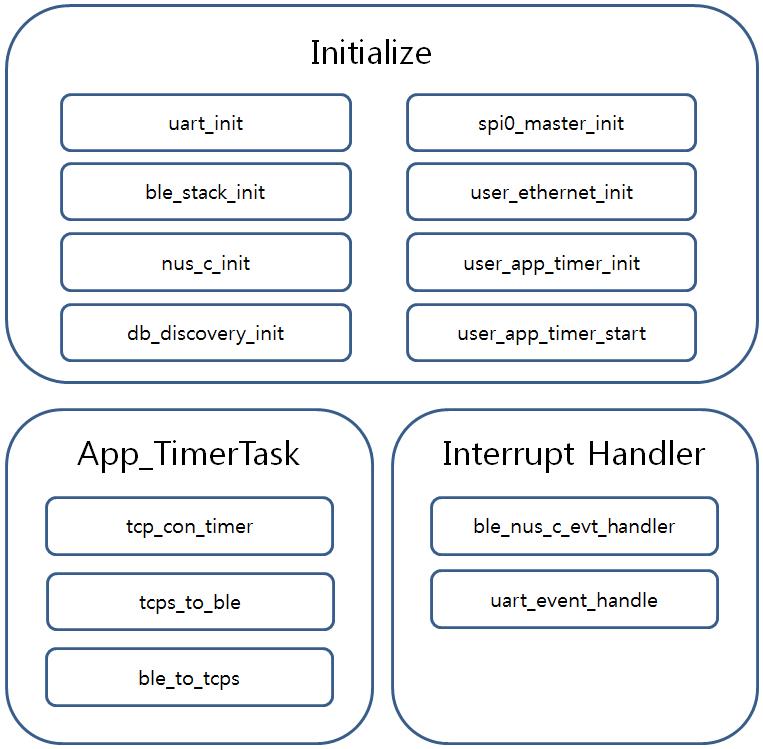 Initialize
uart_init
spi0_master_init
ble_stack_init
user_ethernet_init
nus_c_init
user_app_timer_init
db_discovery_init
user_app_timer_start
App_TimerTask
tcp_con_timer
tcps_to_ble
ble_to_tcps
Interrupt Handler
ble_nus_c_evt_handler
uart_event_handle